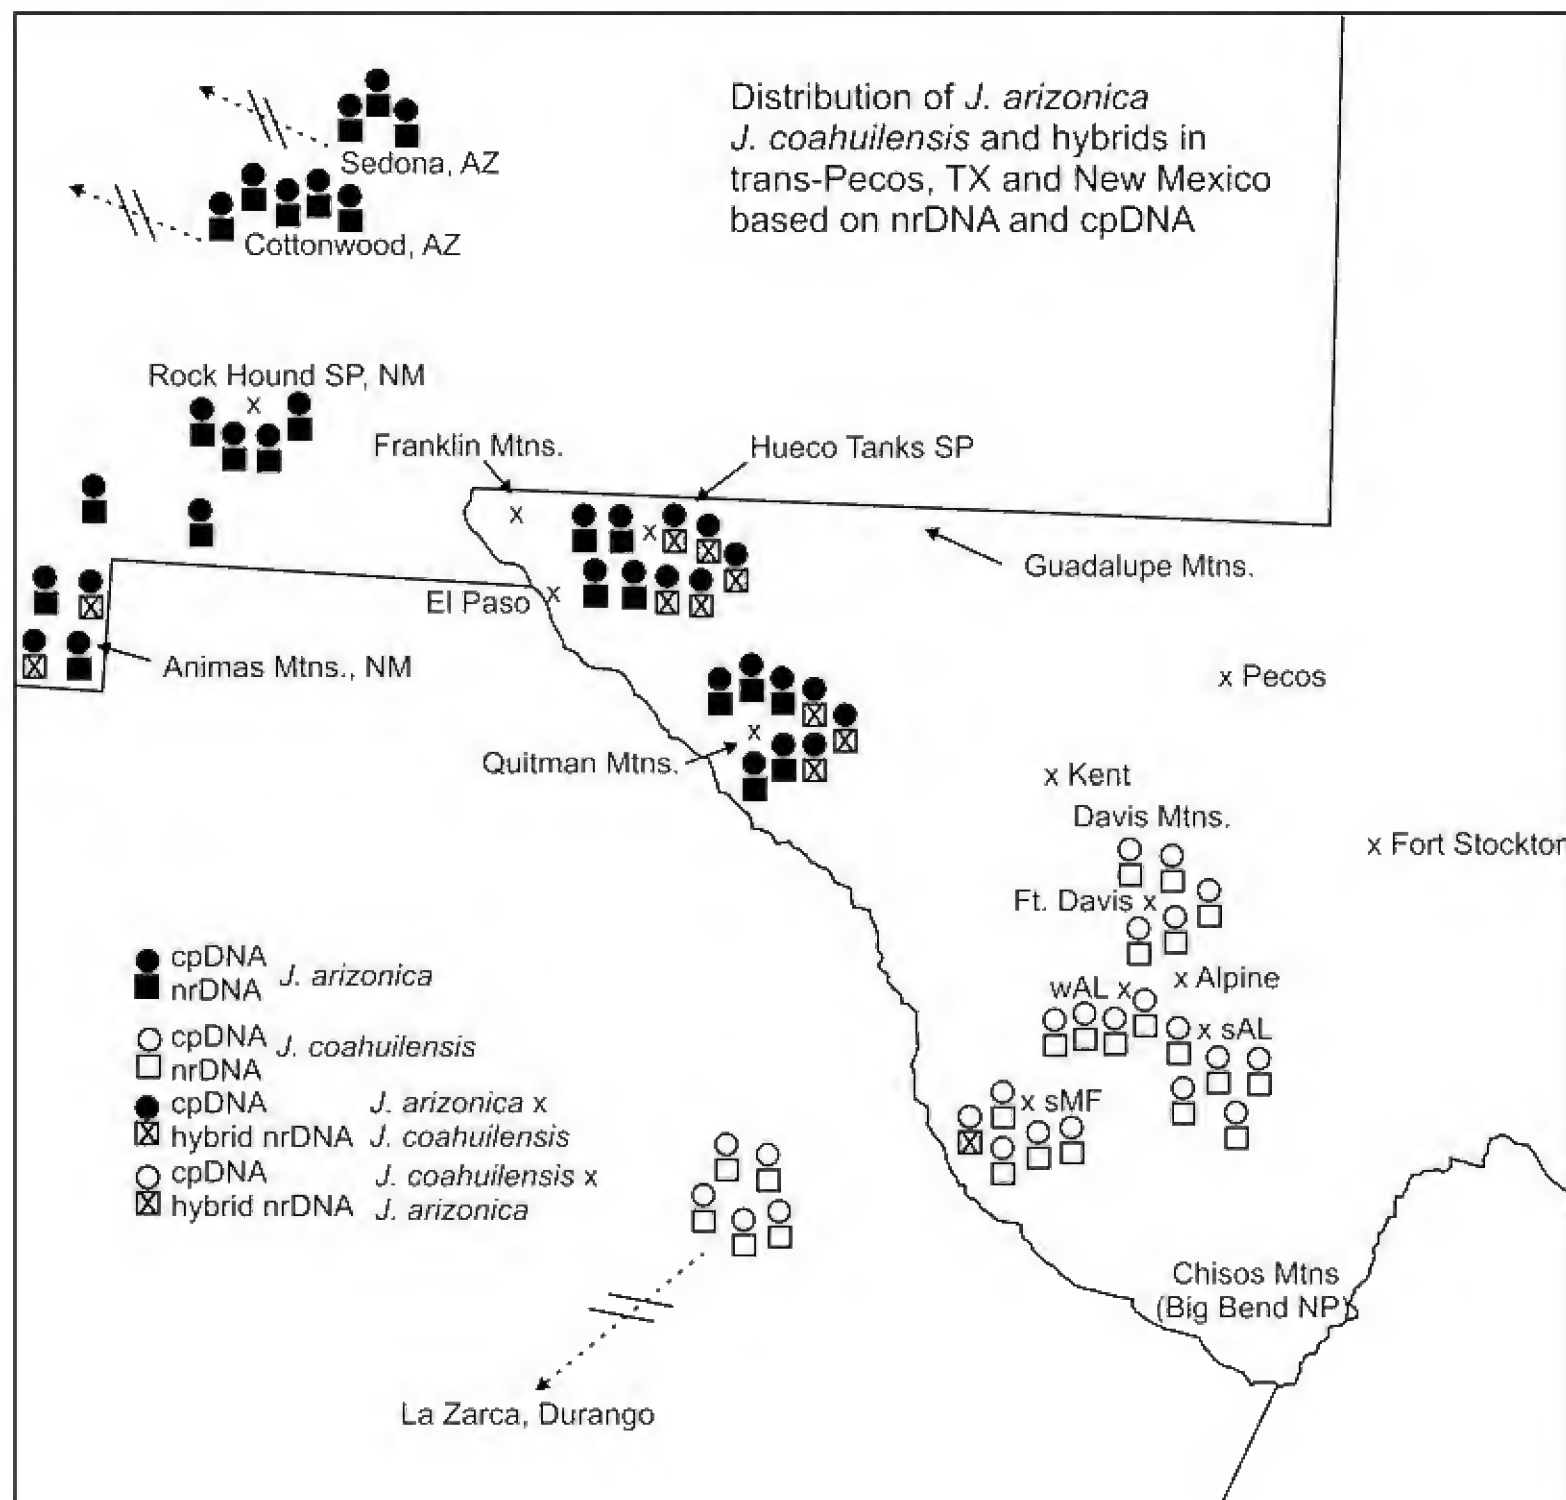 Distribution of J. arizonica
J. coahuilensis and hybrids in
trans-Pecos, TX and New Mexico
based on nrDNA and cpDNA
Sedona, AZ
Cottonwood, AZ
Rock Hound SP, NM
x
Franklin Mtns.
Hueco Tanks SP
x
x
Guadalupe Mtns.
El Paso x
Animas Mtns., NM
x Pecos
x
Quitman Mtns.
x Kent
Davis Mtns.
x Fort Stockton
Ft. Davis x
cpDNA
nrDNA
J. arizonica
x Alpine
wAL x
x sAL
cpDNA
nrDNA
J. coahuilensis
x sMF
cpDNA J. arizonica x
hybrid nrDNA J. coahuilensis
cpDNA J. coahuilensis x
hybrid nrDNA J. arizonica
Chisos Mtns
(Big Bend NP)
La Zarca, Durango